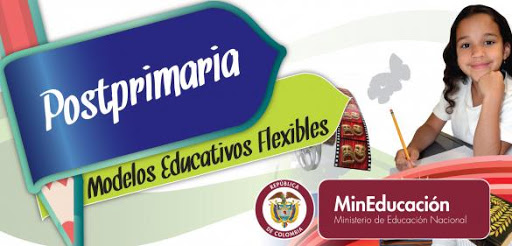 Postprimaria
Modelos Educativos Flexibles
REPÚBLICA
DE COLOMBIA
MinEducación
Ministerio de Educación Nacional